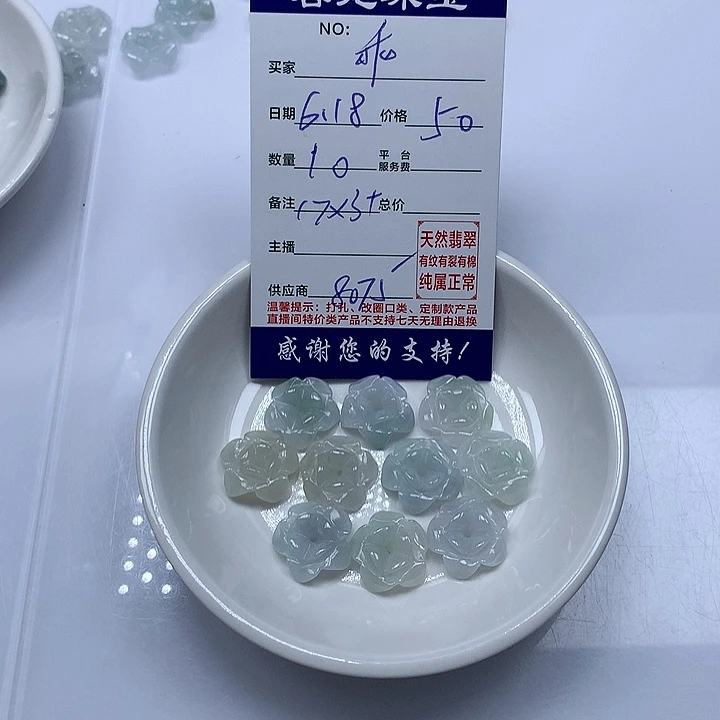 NO:
买家
日期 6.18 价格 50
数量 10 平台服务费
备注 17x5+ 总价
主播
供应商 8075
天然翡翠
有纹有裂有棉
纯属正常
温馨提示：打孔、改圈口类、定制款产品
直播间特价类产品不支持七天无理由退换
感谢您的支持！